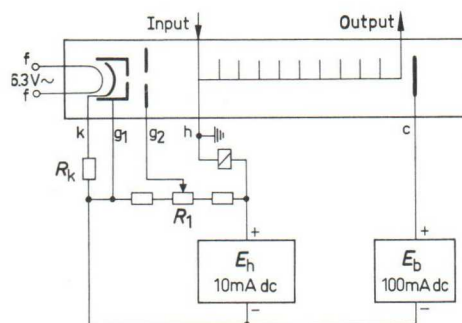 Input Output
f
6.3V~
f
k g1 g2 h c
Rk
R1
+ +
Eh Eb
10mA dc 100mA dc
− −